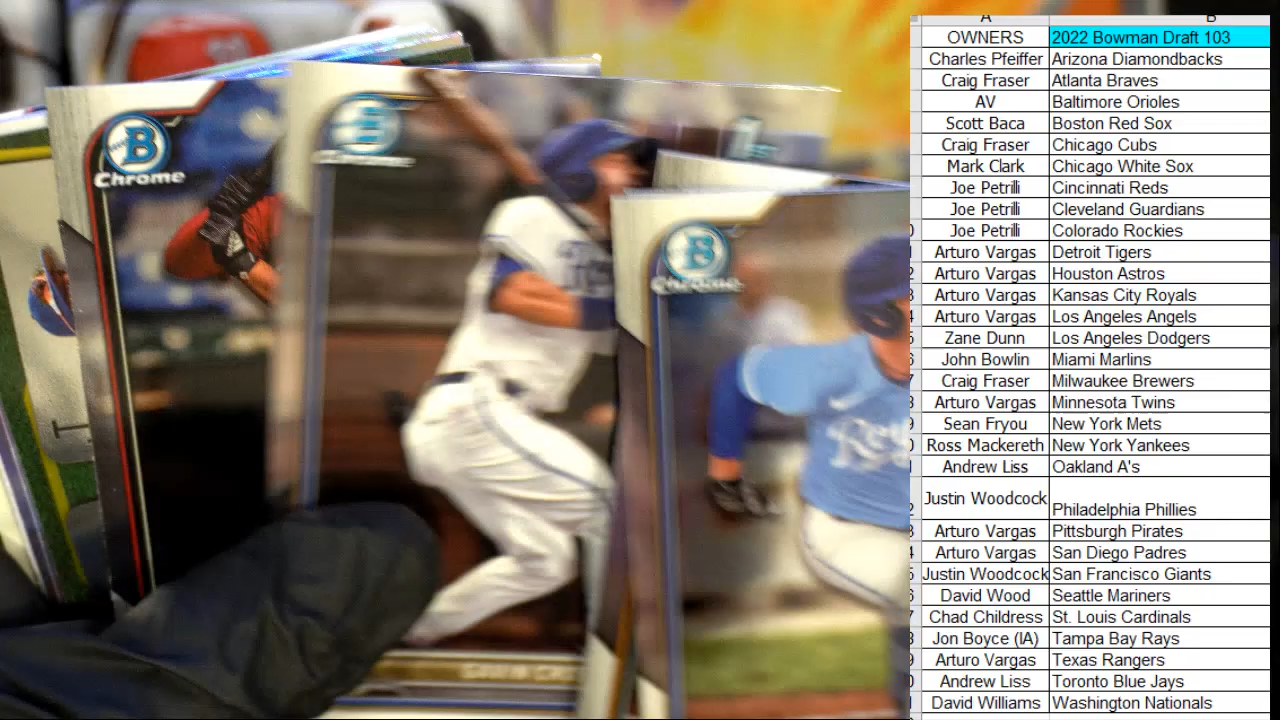 A B
OWNERS 2022 Bowman Draft 103
Charles Pfeiffer Arizona Diamondbacks
Craig Fraser Atlanta Braves
AV Baltimore Orioles
Scott Baca Boston Red Sox
Craig Fraser Chicago Cubs
Mark Clark Chicago White Sox
Joe Petrilli Cincinnati Reds
Joe Petrilli Cleveland Guardians
Joe Petrilli Colorado Rockies
Arturo Vargas Detroit Tigers
Arturo Vargas Houston Astros
Arturo Vargas Kansas City Royals
Arturo Vargas Los Angeles Angels
Zane Dunn Los Angeles Dodgers
John Bowlin Miami Marlins
Craig Fraser Milwaukee Brewers
Arturo Vargas Minnesota Twins
Sean Fryou New York Mets
Ross Mackereth New York Yankees
Andrew Liss Oakland A's
Justin Woodcock Philadelphia Phillies
Arturo Vargas Pittsburgh Pirates
Arturo Vargas San Diego Padres
Justin Woodcock San Francisco Giants
David Wood Seattle Mariners
Chad Childress St. Louis Cardinals
Jon Boyce (IA) Tampa Bay Rays
Arturo Vargas Texas Rangers
Andrew Liss Toronto Blue Jays
David Williams Washington Nationals
B
Chrome
B
Chrome
B
Chrome